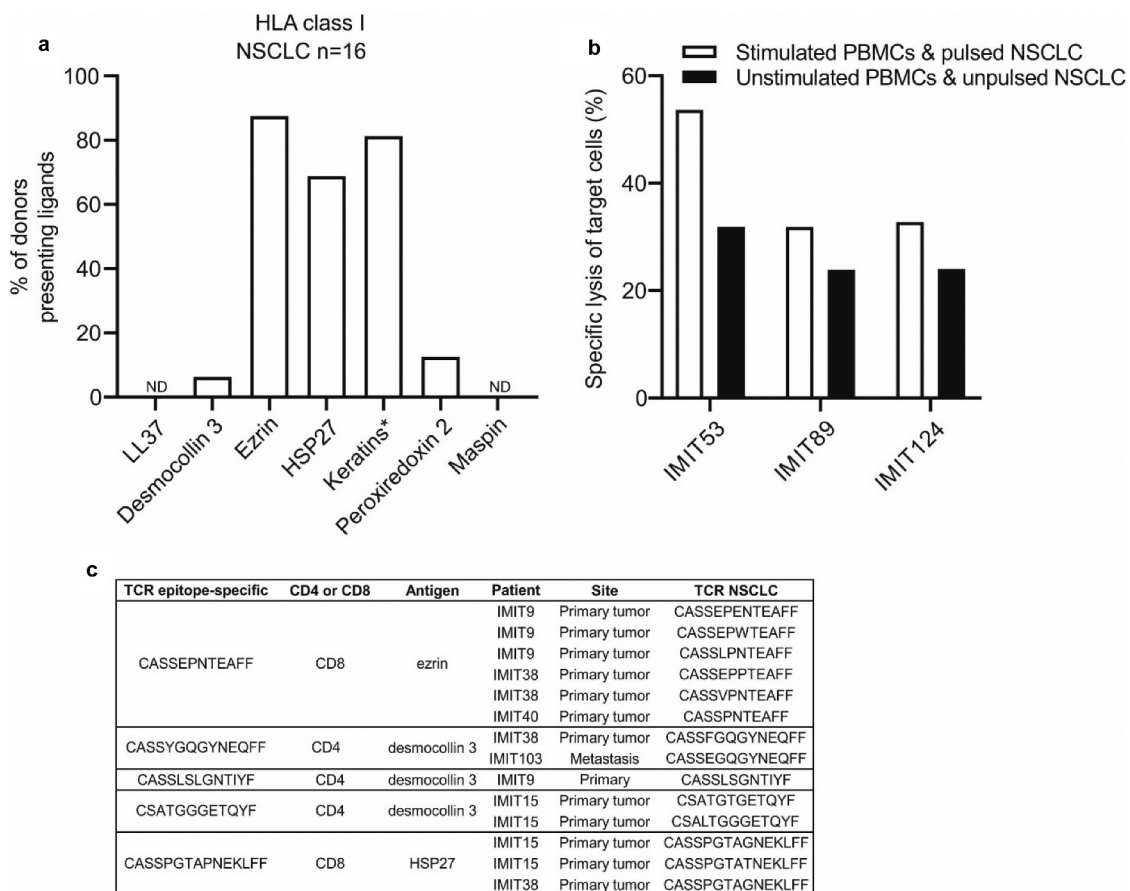 a
HLA class I
NSCLC n=16
% of donors
presenting ligands
100
80
60
40
20
0
ND
ND
LL37
Desmocollin 3
Ezrin
HSP27
Keratins*
Peroxiredoxin 2
Maspin
b
Stimulated PBMCs & pulsed NSCLC
Unstimulated PBMCs & unpulsed NSCLC
Specific lysis of target cells (%)
60
40
20
0
IMIT53
IMIT89
IMIT124
c
TCR epitope-specific CD4 or CD8 Antigen Patient Site TCR NSCLC
CASSEPNTEAFF CD8 ezrin
IMIT9 Primary tumor CASSEPENTEAFF
IMIT9 Primary tumor CASSEPWTEAFF
IMIT9 Primary tumor CASSLPNTEAFF
IMIT38 Primary tumor CASSEPPTEAFF
IMIT38 Primary tumor CASSVPNTEAFF
IMIT40 Primary tumor CASSPNTEAFF
CASSYGQGYNEQFF CD4 desmocollin 3
IMIT38 Primary tumor CASSFGQGYNEQFF
IMIT103 Metastasis CASSEGQGYNEQFF
CASSLSLGNTIYF CD4 desmocollin 3 IMIT9 Primary CASSLSGNTIYF
CSATGGGETQYF CD4 desmocollin 3
IMIT15 Primary tumor CSATGTGETQYF
IMIT15 Primary tumor CSALTGGGETQYF
CASSPGTAPNEKLFF CD8 HSP27
IMIT15 Primary tumor CASSPGTAGNEKLFF
IMIT15 Primary tumor CASSPGTATNEKLFF
IMIT38 Primary tumor CASSPGTAGNEKLFF